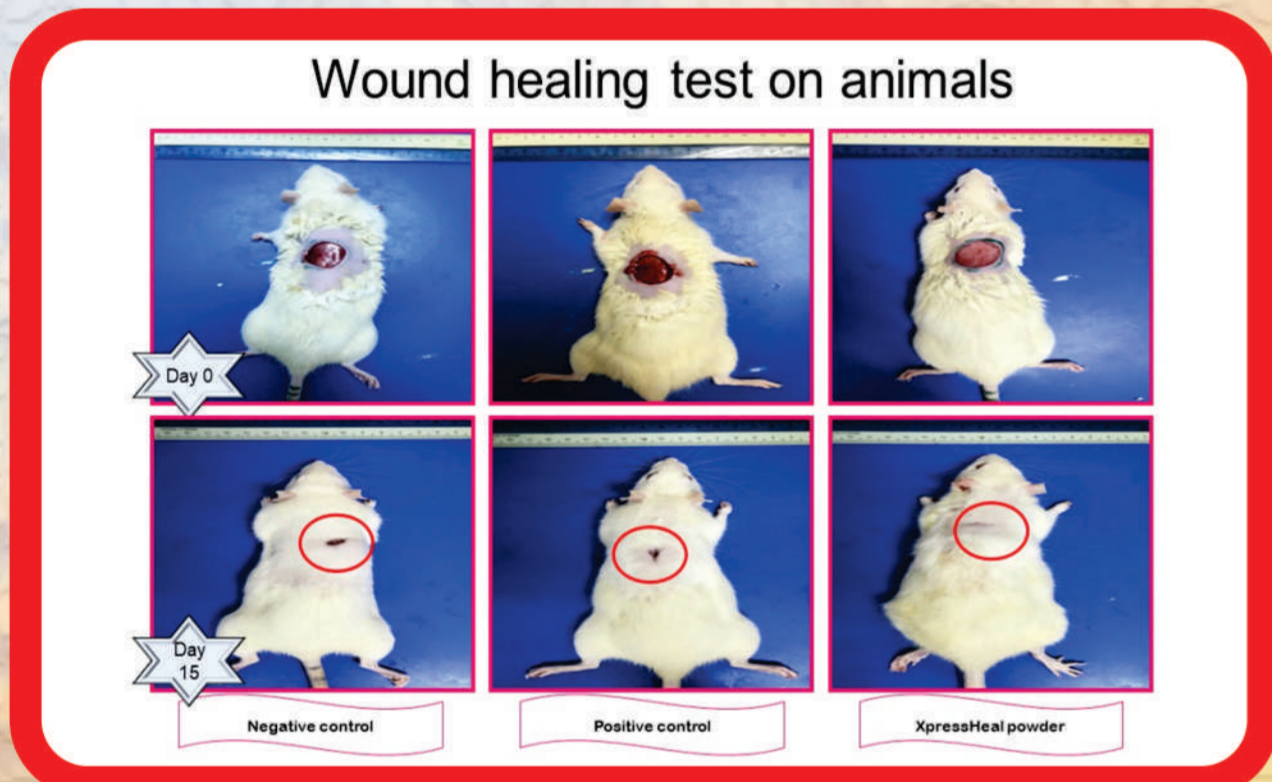 Wound healing test on animals
Day 0
Day
15
Negative control
Positive control
XpressHeal powder